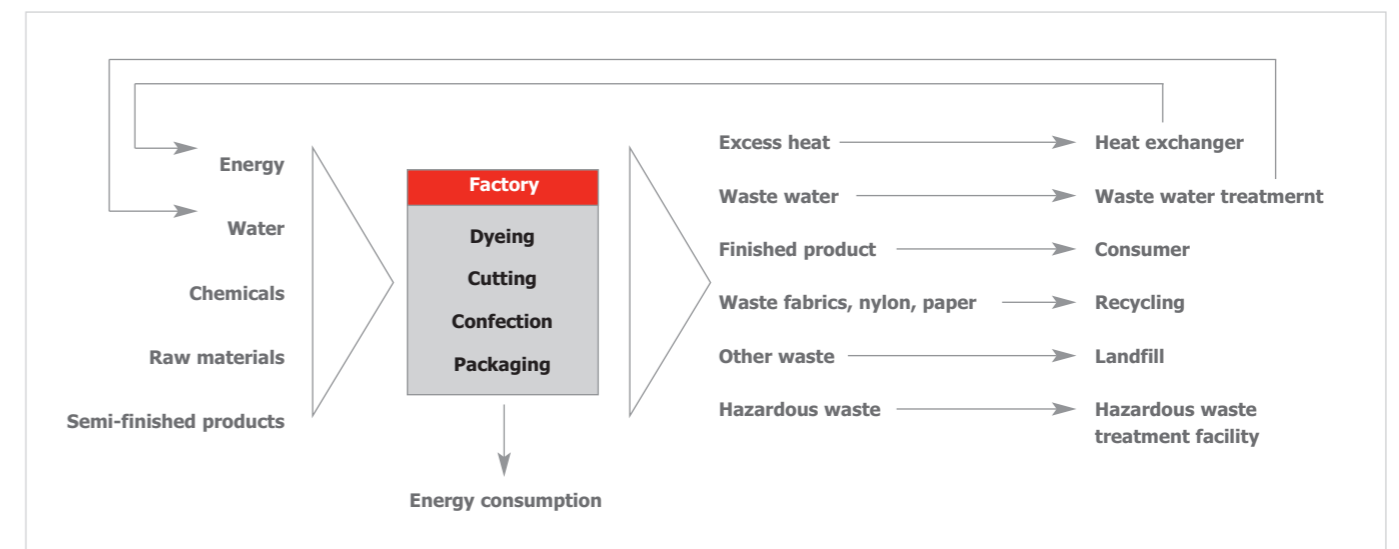 Energy
Water
Chemicals
Raw materials
Semi-finished products
Factory
Dyeing
Cutting
Confection
Packaging
Energy consumption
Excess heat
Heat exchanger
Waste water
Waste water treatmernt
Finished product
Consumer
Waste fabrics, nylon, paper
Recycling
Other waste
Landfill
Hazardous waste
Hazardous waste
treatment facility